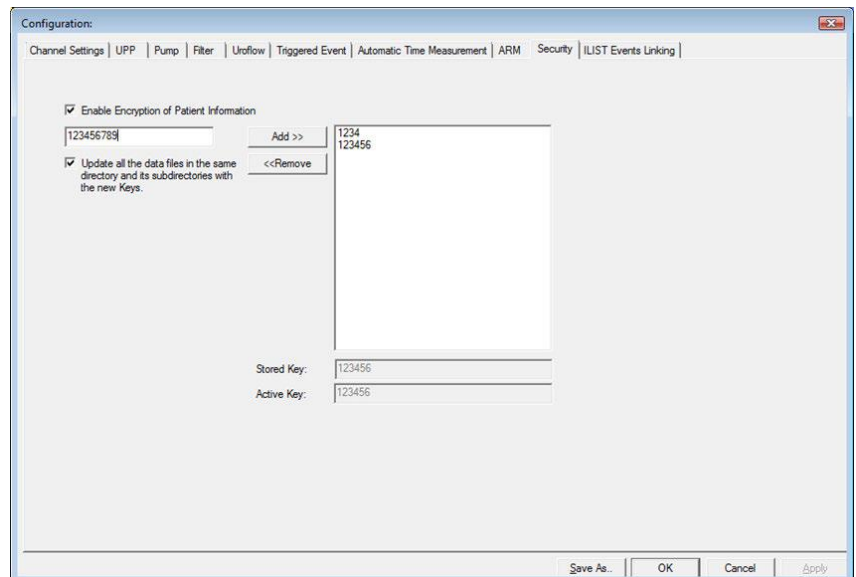 Configuration:
Channel Settings UPP Pump Filter Uroflow Triggered Event Automatic Time Measurement ARM Security ILIST Events Linking
Enable Encryption of Patient Information
123456789 Add >> 1234
123456
Update all the data files in the same <<Remove
directory and its subdirectories with
the new Keys.
Stored Key: 123456
Active Key: 123456
Save As.. OK Cancel Apply